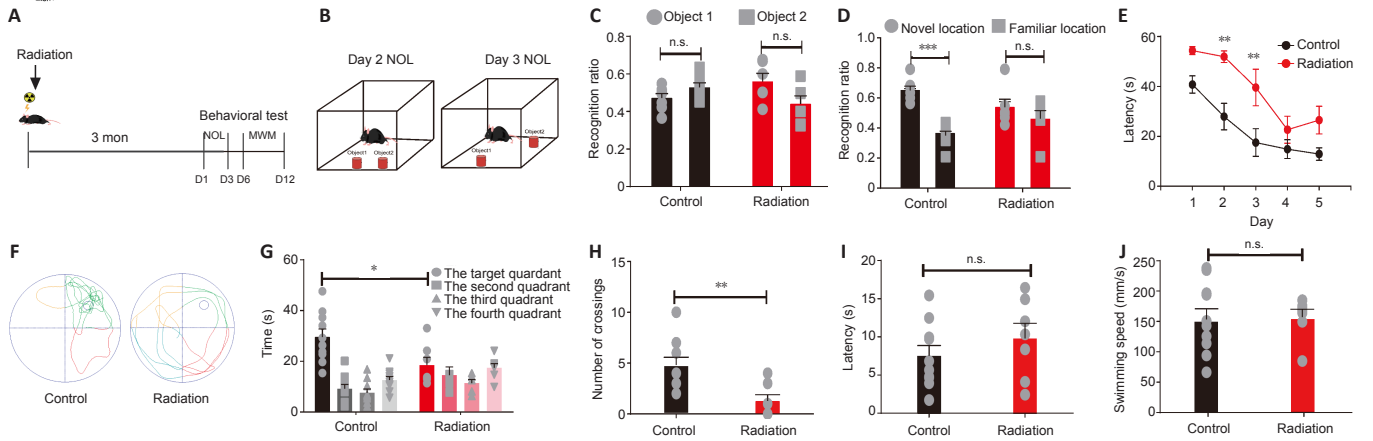 A
Radiation
3 mon
Behavioral test
NOL
MWM
D1
D3
D6
D12
B
Day 2 NOL
Day 3 NOL
Object1
Object2
Object1
Object2
C
Object 1
Object 2
n.s.
n.s.
Recognition ratio
0.8
0.6
0.4
0.2
0
Control
Radiation
D
Novel location
Familiar location
***
n.s.
Recognition ratio
1.0
0.8
0.6
0.4
0.2
0
Control
Radiation
E
Control
Radiation
**
**
Latency (s)
60
40
20
0
1
2
3
4
5
Day
F
Control
Radiation
G
*
The target quardant
The second quadrant
The third quadrant
The fourth quadrant
Time (s)
60
40
20
0
Control
Radiation
H
**
Number of crossings
15
10
5
0
Control
Radiation
I
n.s.
Latency (s)
20
15
10
5
0
Control
Radiation
J
n.s.
Swimming speed (mm/s)
250
200
150
100
50
0
Control
Radiation